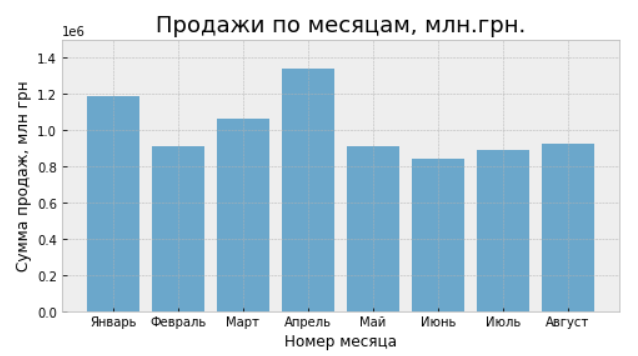 Продажи по месяцам, млн.грн.
1e6
1.4
1.2
1.0
0.8
0.6
0.4
0.2
0.0
Сумма продаж, млн грн
Январь Февраль Март Апрель Май Июнь Июль Август
Номер месяца